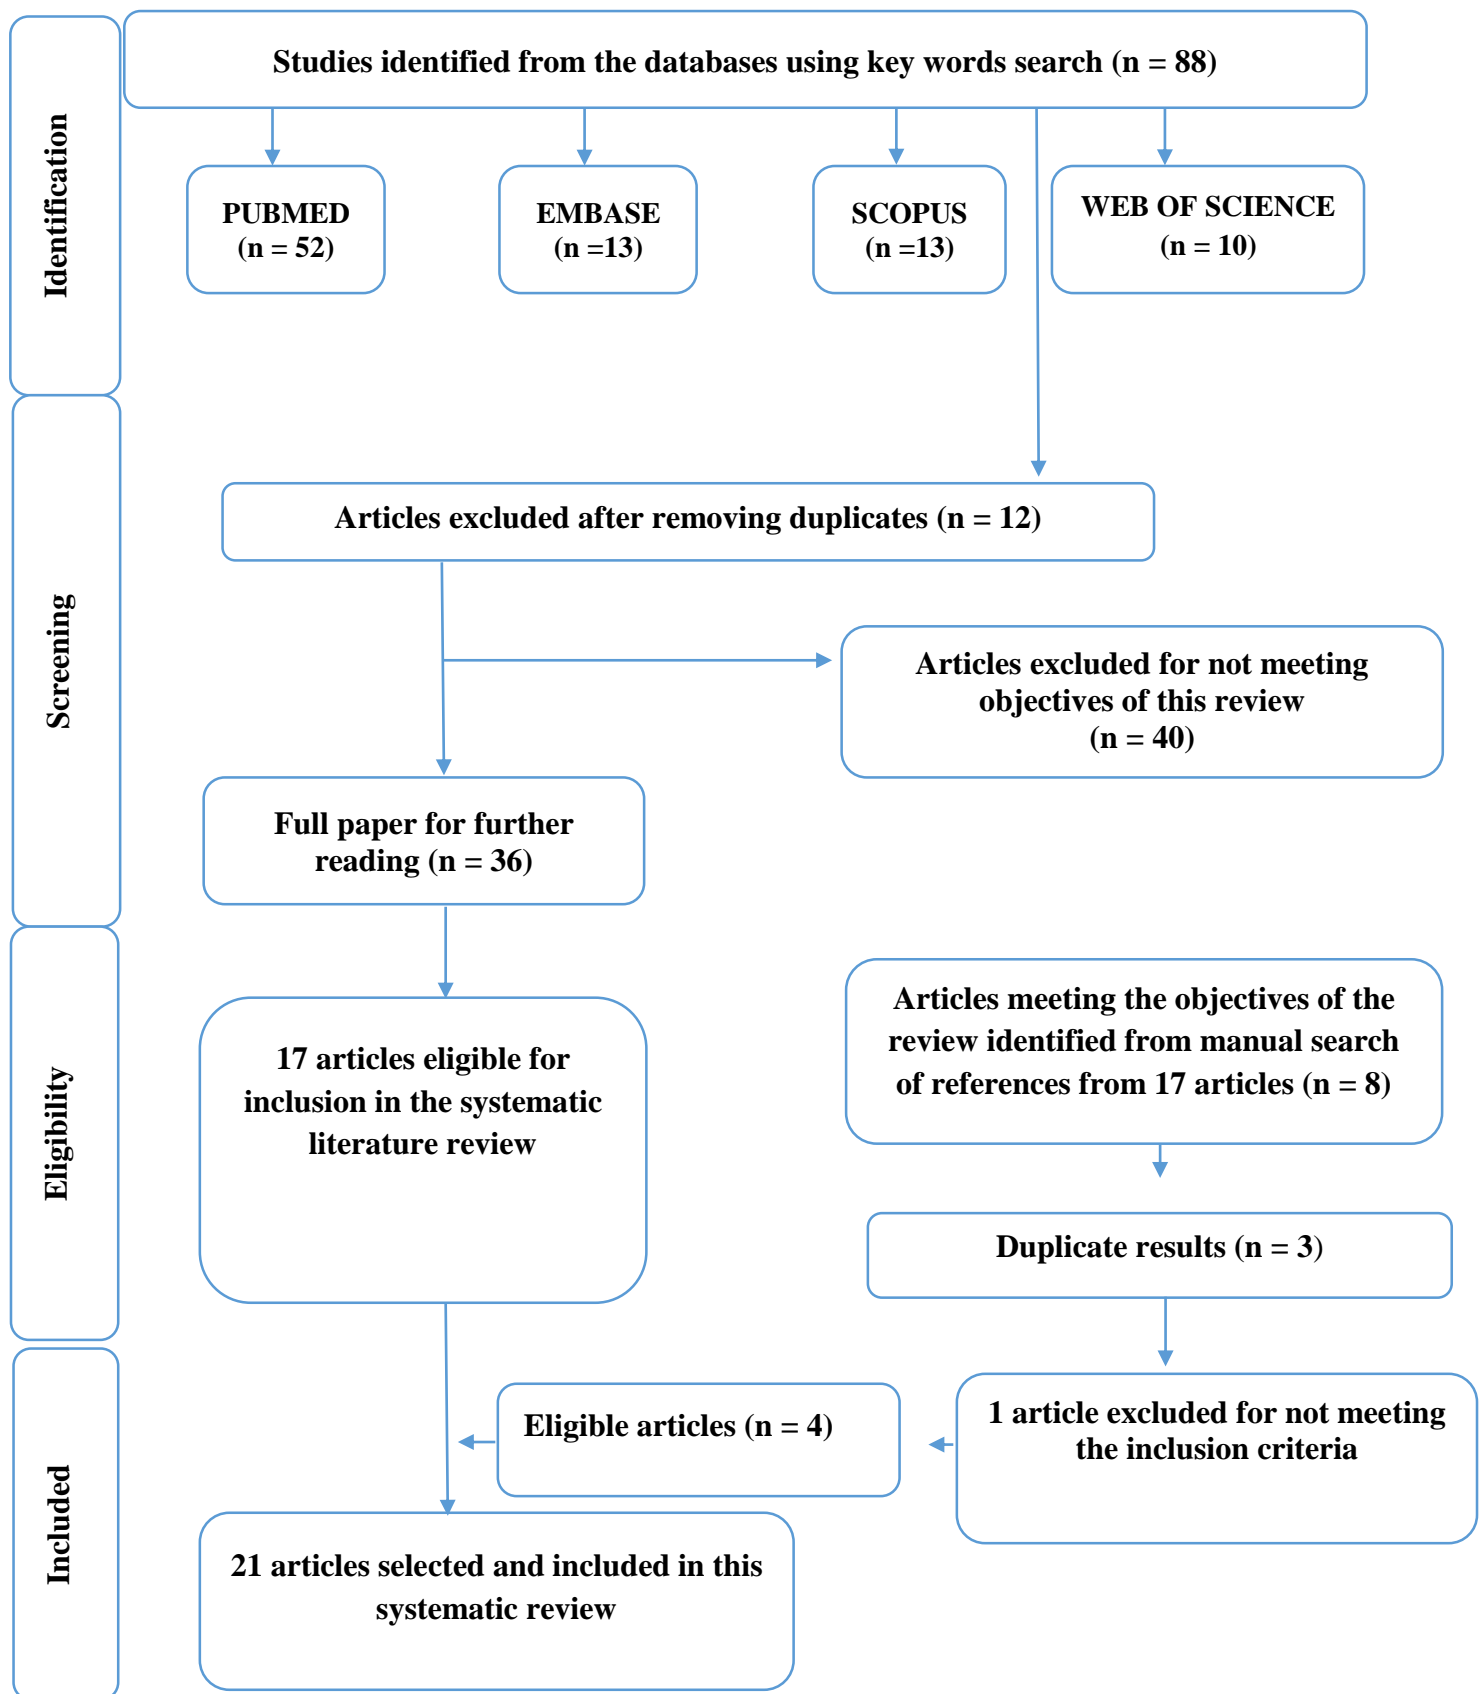 Identification
Studies identified from the databases using key words search (n = 88)
PUBMED
(n = 52)
EMBASE
(n =13)
SCOPUS
(n =13)
WEB OF SCIENCE
(n = 10)
Screening
Articles excluded after removing duplicates (n = 12)
Articles excluded for not meeting
objectives of this review
(n = 40)
Full paper for further
reading (n = 36)
Eligibility
17 articles eligible for
inclusion in the systematic
literature review
Articles meeting the objectives of the
review identified from manual search
of references from 17 articles (n = 8)
Duplicate results (n = 3)
Included
1 article excluded for not meeting
the inclusion criteria
Eligible articles (n = 4)
21 articles selected and included in this
systematic review